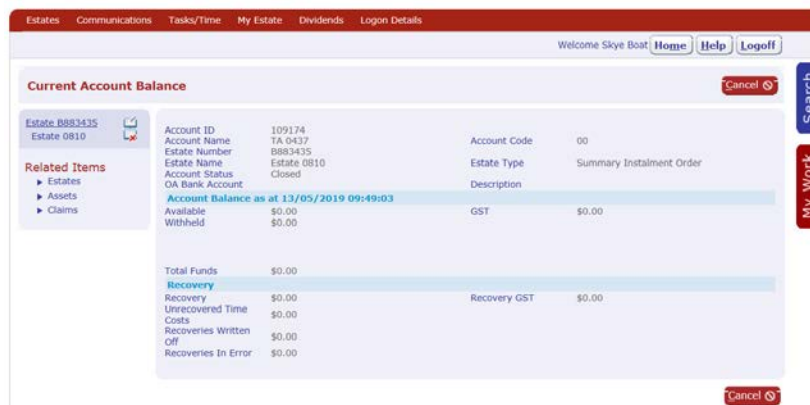 Estates Communications Tasks/Time My Estate Dividends Logon Details
Welcome Skye Boat Home Help Logoff
Current Account Balance
Cancel
Search
My Work
Estate B883435
Estate 0810
Related Items
Estates
Assets
Claims
Account ID 109174
Account Name TA 0437 Account Code 00
Estate Number B883435
Estate Name Estate 0810 Estate Type Summary Instalment Order
Account Status Closed
OA Bank Account Description
Account Balance as at 13/05/2019 09:49:03
Available $0.00 GST $0.00
Withheld $0.00
Total Funds $0.00
Recovery
Recovery $0.00 Recovery GST $0.00
Unrecovered Time
Costs $0.00
Recoveries Written
Off $0.00
Recoveries In Error $0.00
Cancel